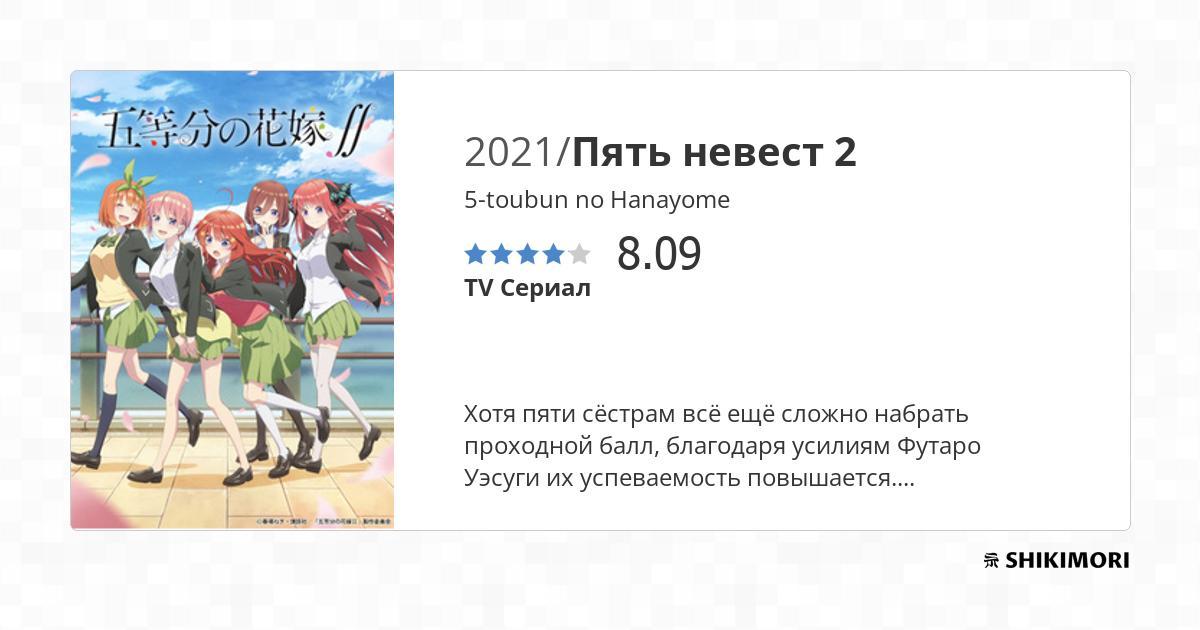 五等分の花嫁∬
2021/Пять невест 2
5-toubun no Hanayome
8.09
TV Сериал
Хотя пяти сёстрам всё ещё сложно набрать
проходной балл, благодаря усилиям Футаро
Уэсуги их успеваемость повышается....
©春場ねぎ・講談社／「五等分の花嫁∬」製作委員会
SHIKIMORI